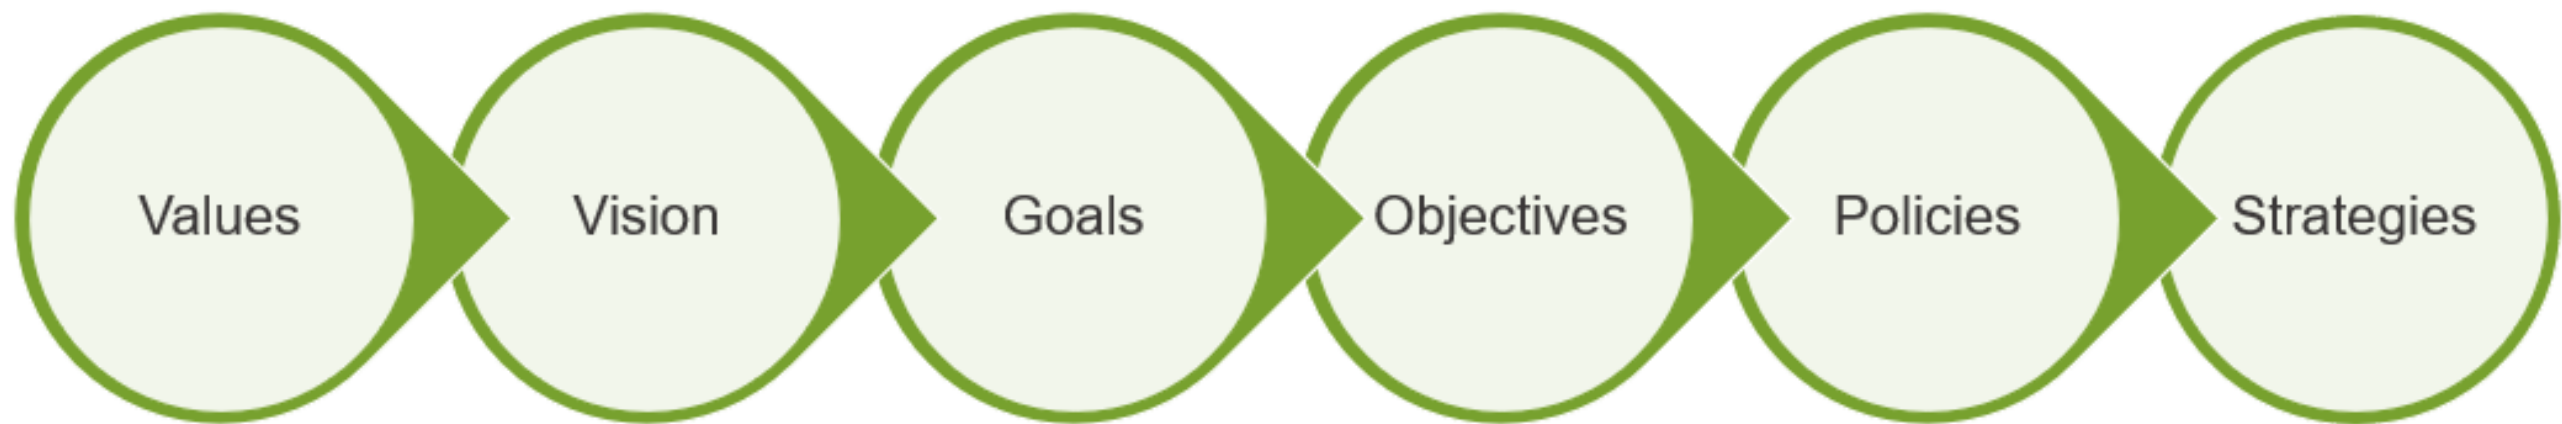 Values
Vision
Goals
Objectives
Policies
Strategies